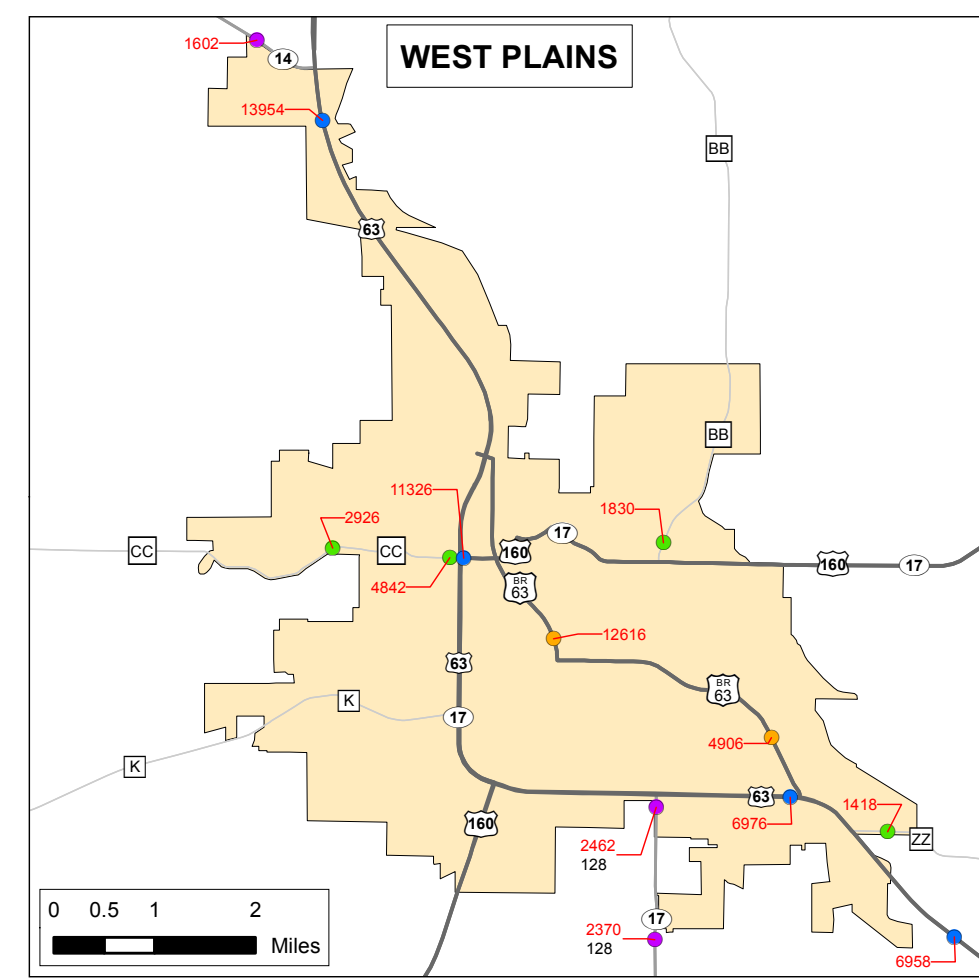 1602
14
WEST PLAINS
13954
BB
63
BB
11326
1830
2926
17
CC
CC
160
160
17
4842
BR
63
12616
63
BR
63
K
17
4906
K
63
1418
160
6976
ZZ
2462
128
0 0.5 1 2
17
2370
128
Miles
6958